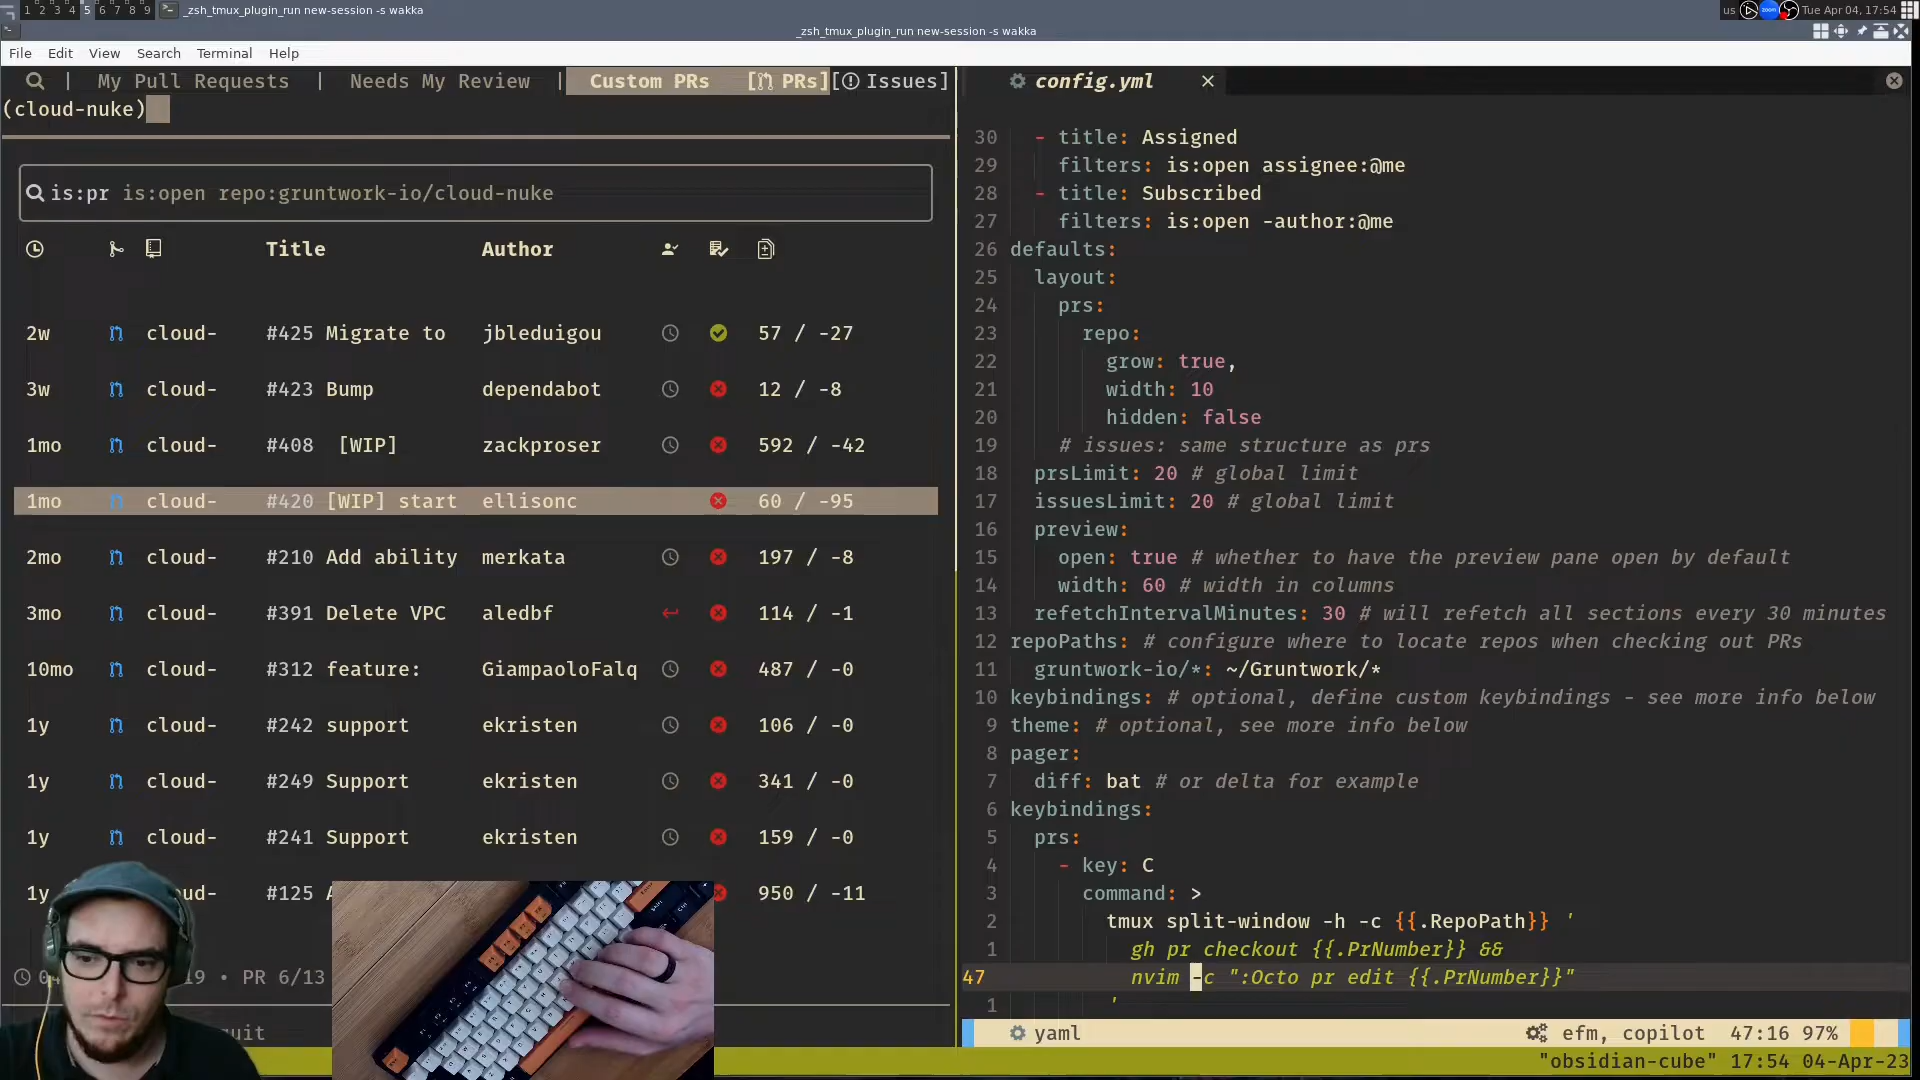 1 2 3 4 5 6 7 8 9 _zsh_tmux_plugin_run new-session -s wakka
us zoom Tue Apr 04, 17:54
_zsh_tmux_plugin_run new-session -s wakka
File Edit View Search Terminal Help
| My Pull Requests | Needs My Review | Custom PRs [PRs][Issues]
(cloud-nuke)
is:pr is:open repo:gruntwork-io/cloud-nuke
Title Author
2w cloud- #425 Migrate to jbleduigou 57 / -27
3w cloud- #423 Bump dependabot 12 / -8
1mo cloud- #408 [WIP] zackproser 592 / -42
1mo cloud- #420 [WIP] start ellisonc 60 / -95
2mo cloud- #210 Add ability merkata 197 / -8
3mo cloud- #391 Delete VPC aledbf 114 / -1
10mo cloud- #312 feature: GiampaoloFalq 487 / -0
1y cloud- #242 support ekristen 106 / -0
1y cloud- #249 Support ekristen 341 / -0
1y cloud- #241 Support ekristen 159 / -0
1y oud- #125 950 / -11
19 • PR 6/13
uit
config.yml
30 - title: Assigned
29 filters: is:open assignee:@me
28 - title: Subscribed
27 filters: is:open -author:@me
26 defaults:
25 layout:
24 prs:
23 repo:
22 grow: true,
21 width: 10
20 hidden: false
19 # issues: same structure as prs
18 prsLimit: 20 # global limit
17 issuesLimit: 20 # global limit
16 preview:
15 open: true # whether to have the preview pane open by default
14 width: 60 # width in columns
13 refetchIntervalMinutes: 30 # will refetch all sections every 30 minutes
12 repoPaths: # configure where to locate repos when checking out PRs
11 gruntwork-io/*: ~/Gruntwork/*
10 keybindings: # optional, define custom keybindings - see more info below
9 theme: # optional, see more info below
8 pager:
7 diff: bat # or delta for example
6 keybindings:
5 prs:
4 - key: C
3 command: >
2 tmux split-window -h -c {{.RepoPath}} '
1 gh pr checkout {{.PrNumber}} &&
47 nvim -c ":Octo pr edit {{.PrNumber}}"
1 '
yaml efm, copilot 47:16 97%
"obsidian-cube" 17:54 04-Apr-23